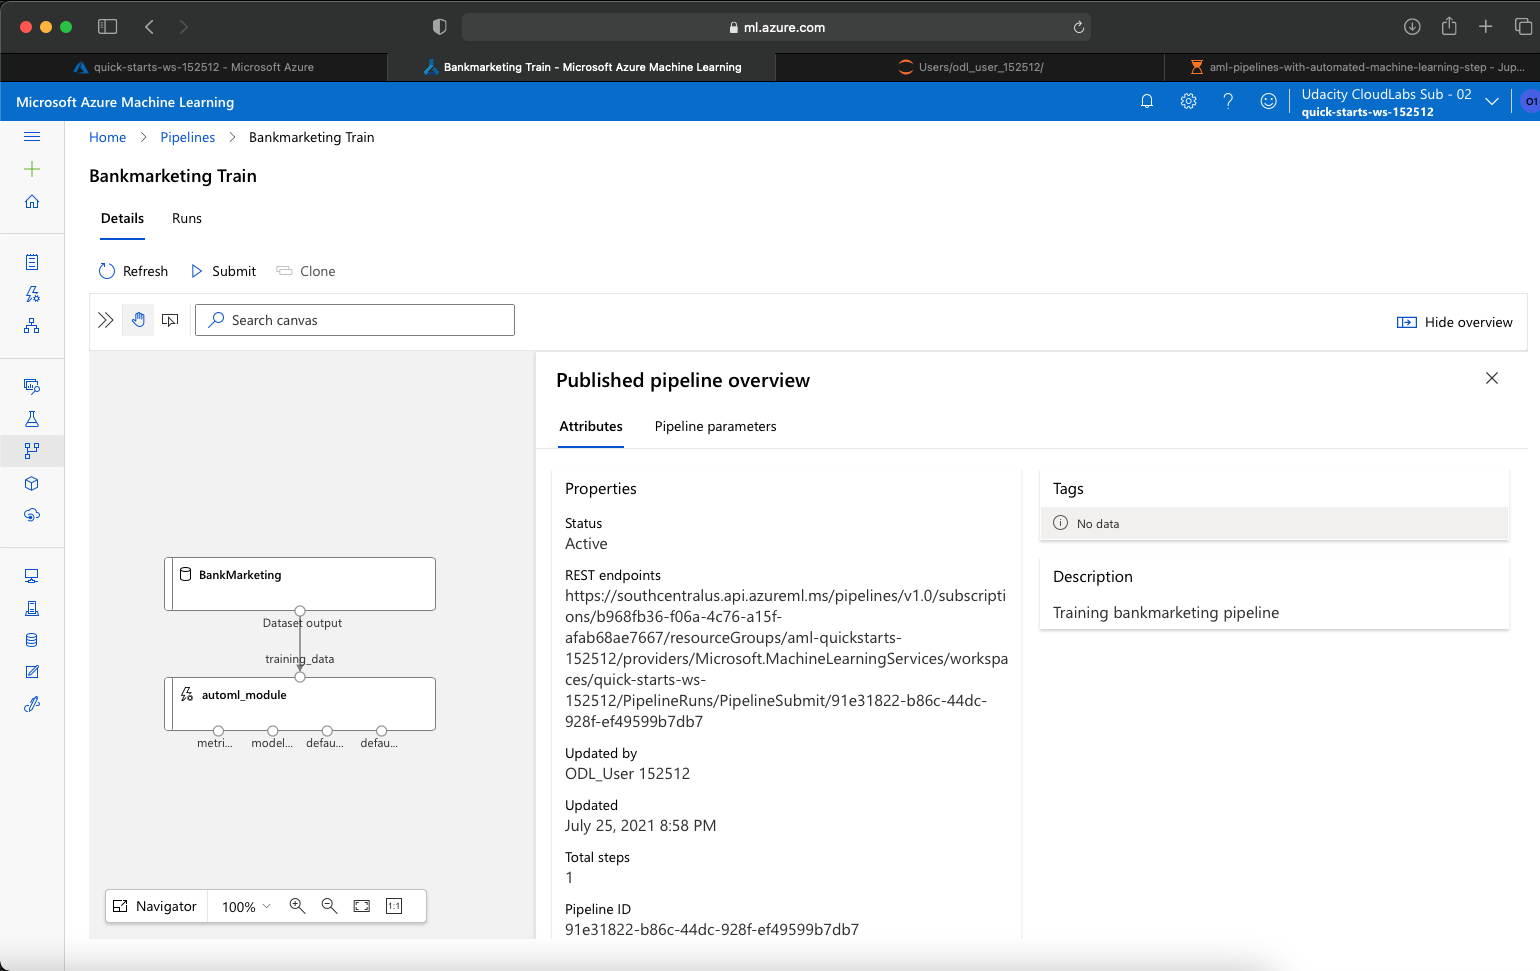 ml.azure.com
quick-starts-ws-152512 - Microsoft Azure
Bankmarketing Train - Microsoft Azure Machine Learning
Users/odl_user_152512/
aml-pipelines-with-automated-machine-learning-step - Jup...
Microsoft Azure Machine Learning
Udacity CloudLabs Sub - 02
quick-starts-ws-152512
O1
Home > Pipelines > Bankmarketing Train
Bankmarketing Train
Details
Runs
Refresh
Submit
Clone
Search canvas
Hide overview
Published pipeline overview
Attributes
Pipeline parameters
Properties
Status
Active
REST endpoints
https://southcentralus.api.azureml.ms/pipelines/v1.0/subscripti
ons/b968fb36-f06a-4c76-a15f-
afab68ae7667/resourceGroups/aml-quickstarts-
152512/providers/Microsoft.MachineLearningServices/workspa
ces/quick-starts-ws-
152512/PipelineRuns/PipelineSubmit/91e31822-b86c-44dc-
928f-ef49599b7db7
Updated by
ODL_User 152512
Updated
July 25, 2021 8:58 PM
Total steps
1
Pipeline ID
91e31822-b86c-44dc-928f-ef49599b7db7
Tags
No data
Description
Training bankmarketing pipeline
BankMarketing
Dataset output
training_data
automl_module
metri...
model...
defau...
defau...
Navigator
100%
1:1